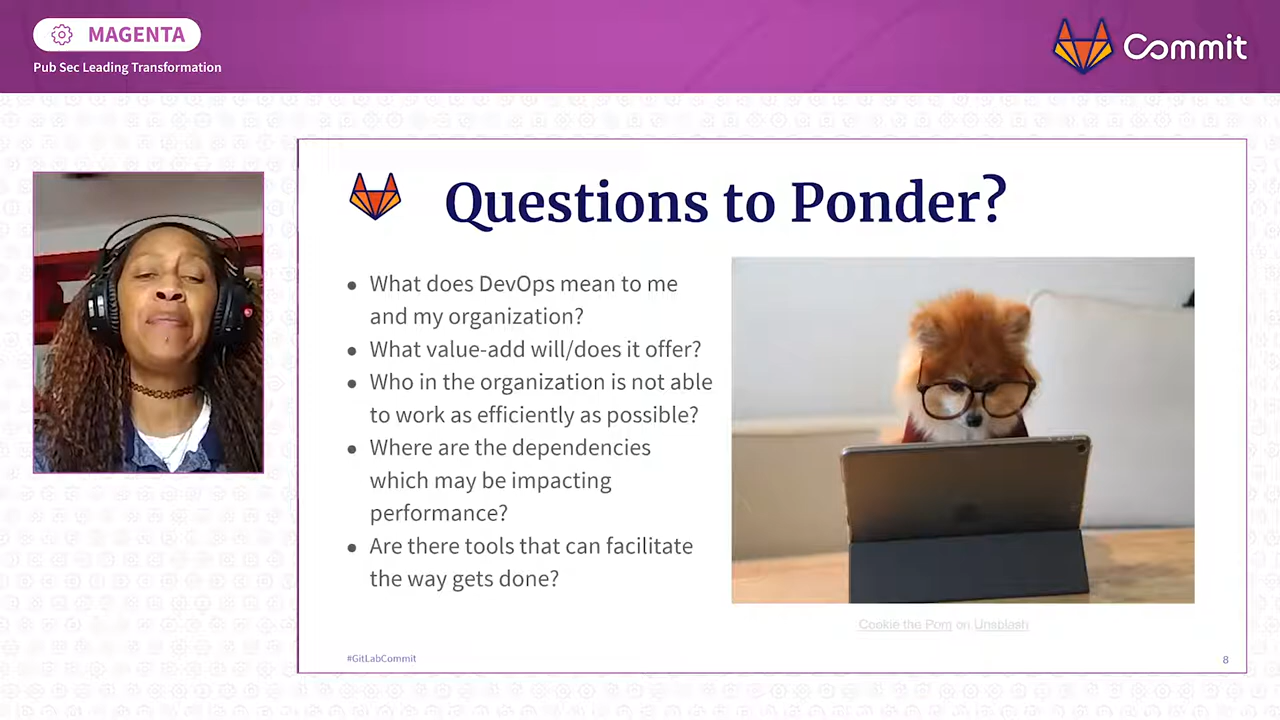 MAGENTA
Pub Sec Leading Transformation
Commit
Questions to Ponder?
• What does DevOps mean to me
and my organization?
• What value-add will/does it offer?
• Who in the organization is not able
to work as efficiently as possible?
• Where are the dependencies
which may be impacting
performance?
• Are there tools that can facilitate
the way gets done?
Cookie the Pom on Unsplash
#GitLabCommit
8